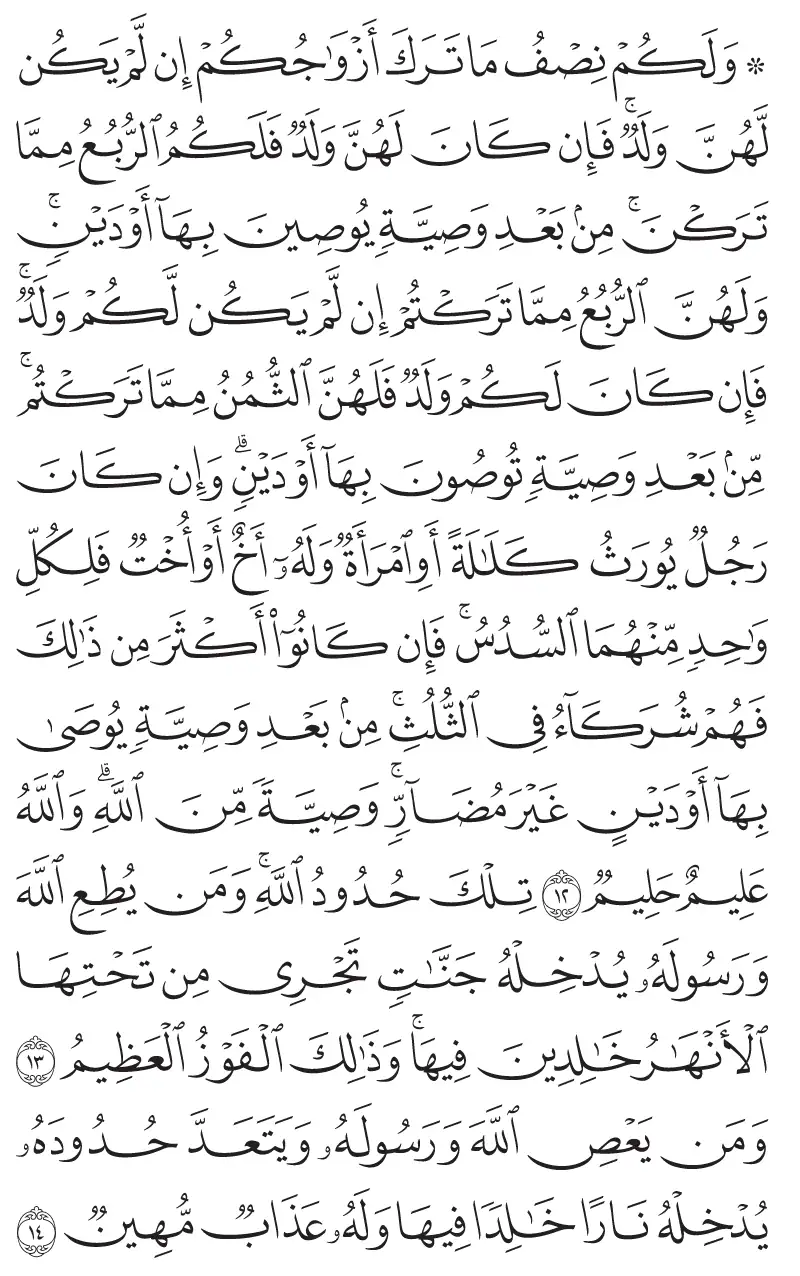 ۞ وَلَكُمۡ نِصۡفُ مَا تَرَكَ أَزۡوَٰجُكُمۡ إِن لَّمۡ يَكُن
لَّهُنَّ وَلَدٞۚ فَإِن كَانَ لَهُنَّ وَلَدٞ فَلَكُمُ ٱلرُّبُعُ مِمَّا
تَرَكۡنَۚ مِنۢ بَعۡدِ وَصِيَّةٖ يُوصِينَ بِهَآ أَوۡ دَيۡنٖۚ
وَلَهُنَّ ٱلرُّبُعُ مِمَّا تَرَكۡتُمۡ إِن لَّمۡ يَكُن لَّكُمۡ وَلَدٞۚ
فَإِن كَانَ لَكُمۡ وَلَدٞ فَلَهُنَّ ٱلثُّمُنُ مِمَّا تَرَكۡتُمۚ
مِّنۢ بَعۡدِ وَصِيَّةٖ تُوصُونَ بِهَآ أَوۡ دَيۡنٖۗ وَإِن كَانَ
رَجُلٞ يُورَثُ كَلَٰلَةً أَوِ ٱمۡرَأَةٞ وَلَهُۥٓ أَخٌ أَوۡ أُخۡتٞ فَلِكُلِّ
وَٰحِدٖ مِّنۡهُمَا ٱلسُّدُسُۚ فَإِن كَانُوٓاْ أَكۡثَرَ مِن ذَٰلِكَ
فَهُمۡ شُرَكَآءُ فِي ٱلثُّلُثِۚ مِنۢ بَعۡدِ وَصِيَّةٖ يُوصَىٰ
بِهَآ أَوۡ دَيۡنٍ غَيۡرَ مُضَآرّٖۚ وَصِيَّةٗ مِّنَ ٱللَّهِۗ وَٱللَّهُ
عَلِيمٌ حَلِيمٞ ١٢ تِلۡكَ حُدُودُ ٱللَّهِۚ وَمَن يُطِعِ ٱللَّهَ
وَرَسُولَهُۥ يُدۡخِلۡهُ جَنَّٰتٖ تَجۡرِي مِن تَحۡتِهَا
ٱلۡأَنۡهَٰرُ خَٰلِدِينَ فِيهَاۚ وَذَٰلِكَ ٱلۡفَوۡزُ ٱلۡعَظِيمُ ١٣
وَمَن يَعۡصِ ٱللَّهَ وَرَسُولَهُۥ وَيَتَعَدَّ حُدُودَهُۥ
يُدۡخِلۡهُ نَارًا خَٰلِدٗا فِيهَا وَلَهُۥ عَذَابٞ مُّهِينٞ ١٤